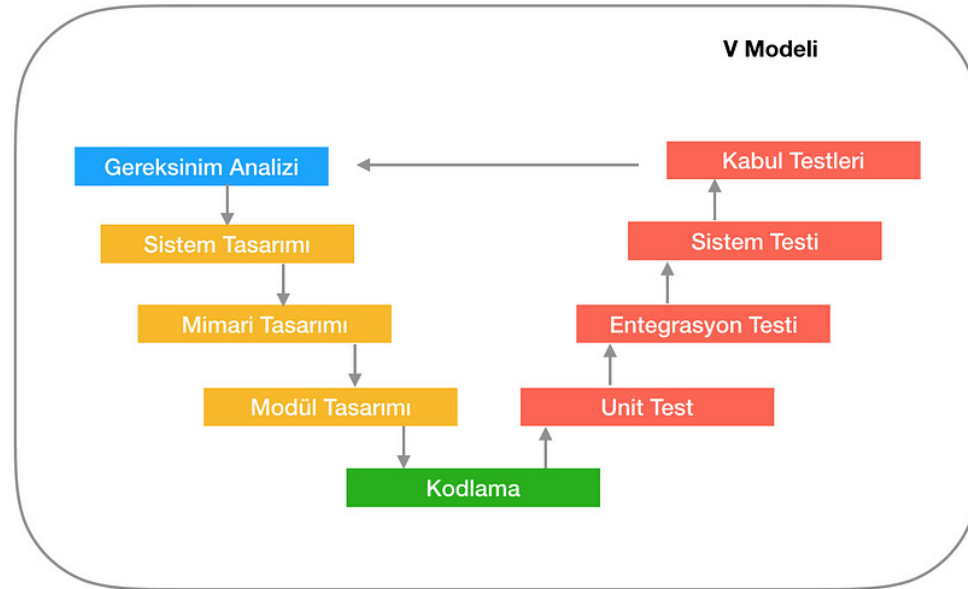 V Modeli
Gereksinim Analizi
Kabul Testleri
Sistem Tasarımı
Sistem Testi
Mimari Tasarımı
Entegrasyon Testi
Modül Tasarımı
Unit Test
Kodlama